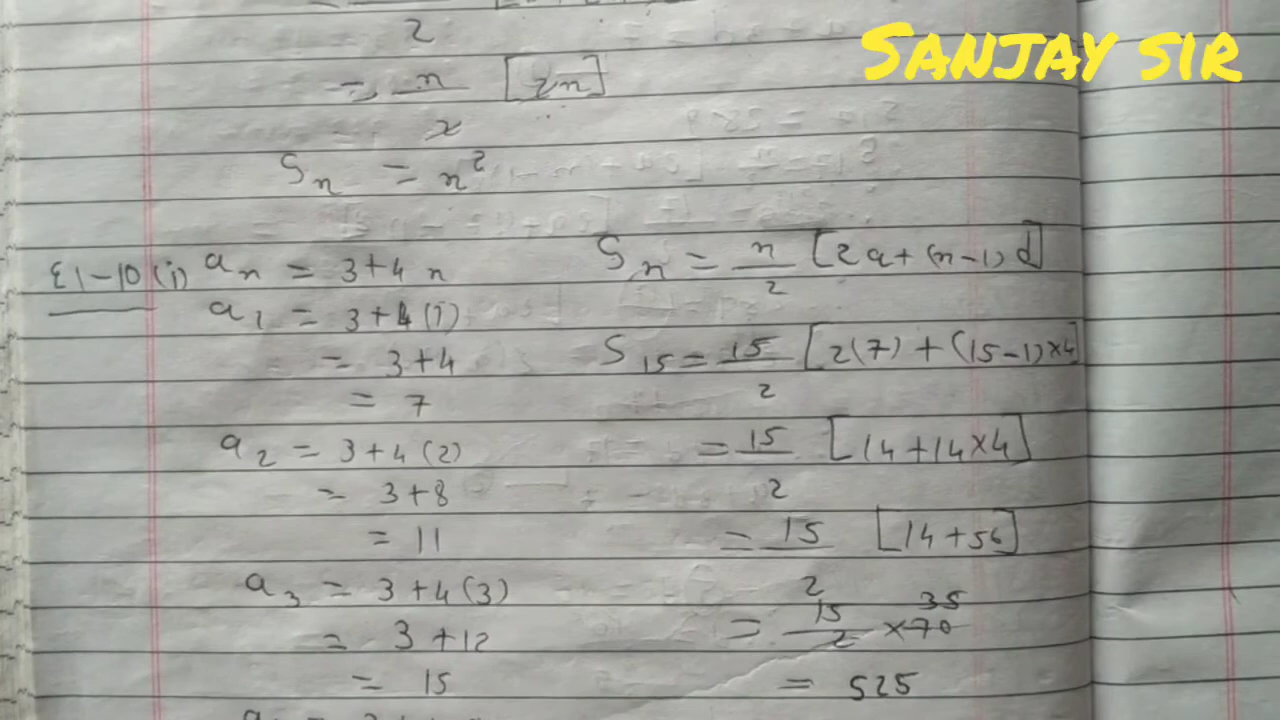 SANJAY SIR
2
= n [2n]
2
Sn = n²
Σ1-10 (i) an = 3+4n
a1 = 3+4(1)
= 3+4
= 7
a2 = 3+4(2)
= 3+8
= 11
a3 = 3+4(3)
= 3+12
= 15
Sn = n/2 [2a+(n-1)d]
S15 = 15/2 [2(7)+(15-1)×4]
= 15/2 [14+14×4]
= 15/2 [14+56]
= 15/2 ×70 35
= 525